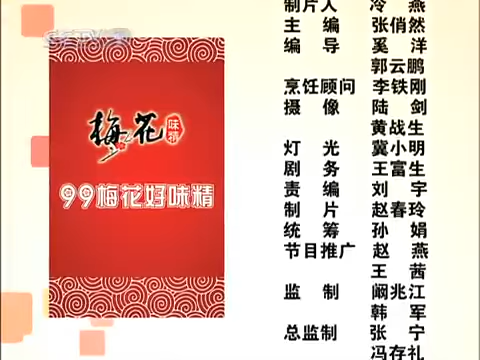 制片人 冷燕
主编 张俏然
编导 奚洋
郭云鹏
烹饪顾问 李铁刚
摄像 陆剑
黄战生
灯光 冀小明
剧务 王富生
责编 刘宇
制片 赵春玲
统筹 孙娟
节目推广 赵燕
王茜
监制 阚兆江
韩军
总监制 张宁
冯存礼
梅花
味精
99梅花好味精